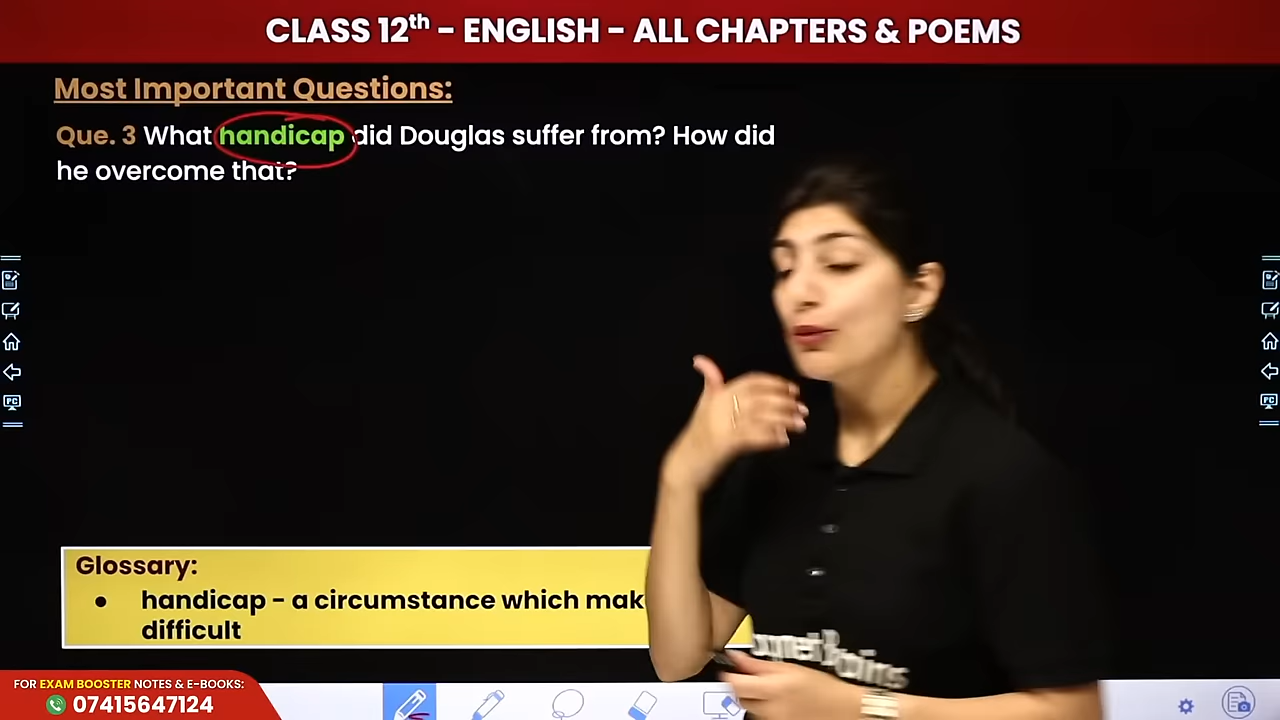 CLASS 12th - ENGLISH - ALL CHAPTERS & POEMS
Most Important Questions:
Que. 3 What handicap did Douglas suffer from? How did
he overcome that?
Glossary:
● handicap - a circumstance which mak
difficult
FOR EXAM BOOSTER NOTES & E-BOOKS:
07415647124